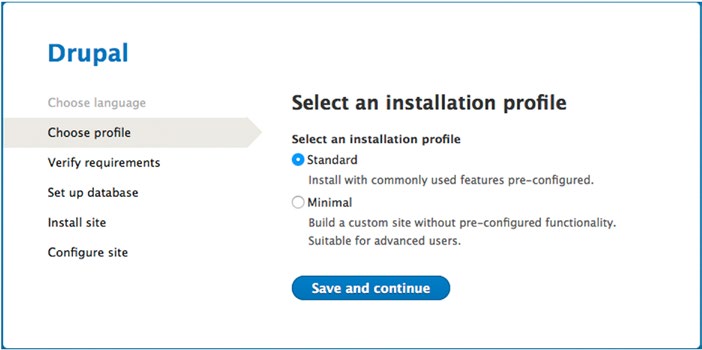 Drupal
Choose language
Choose profile
Verify requirements
Set up database
Install site
Configure site
Select an installation profile
Select an installation profile
Standard
Install with commonly used features pre-configured.
Minimal
Build a custom site without pre-configured functionality.
Suitable for advanced users.
Save and continue